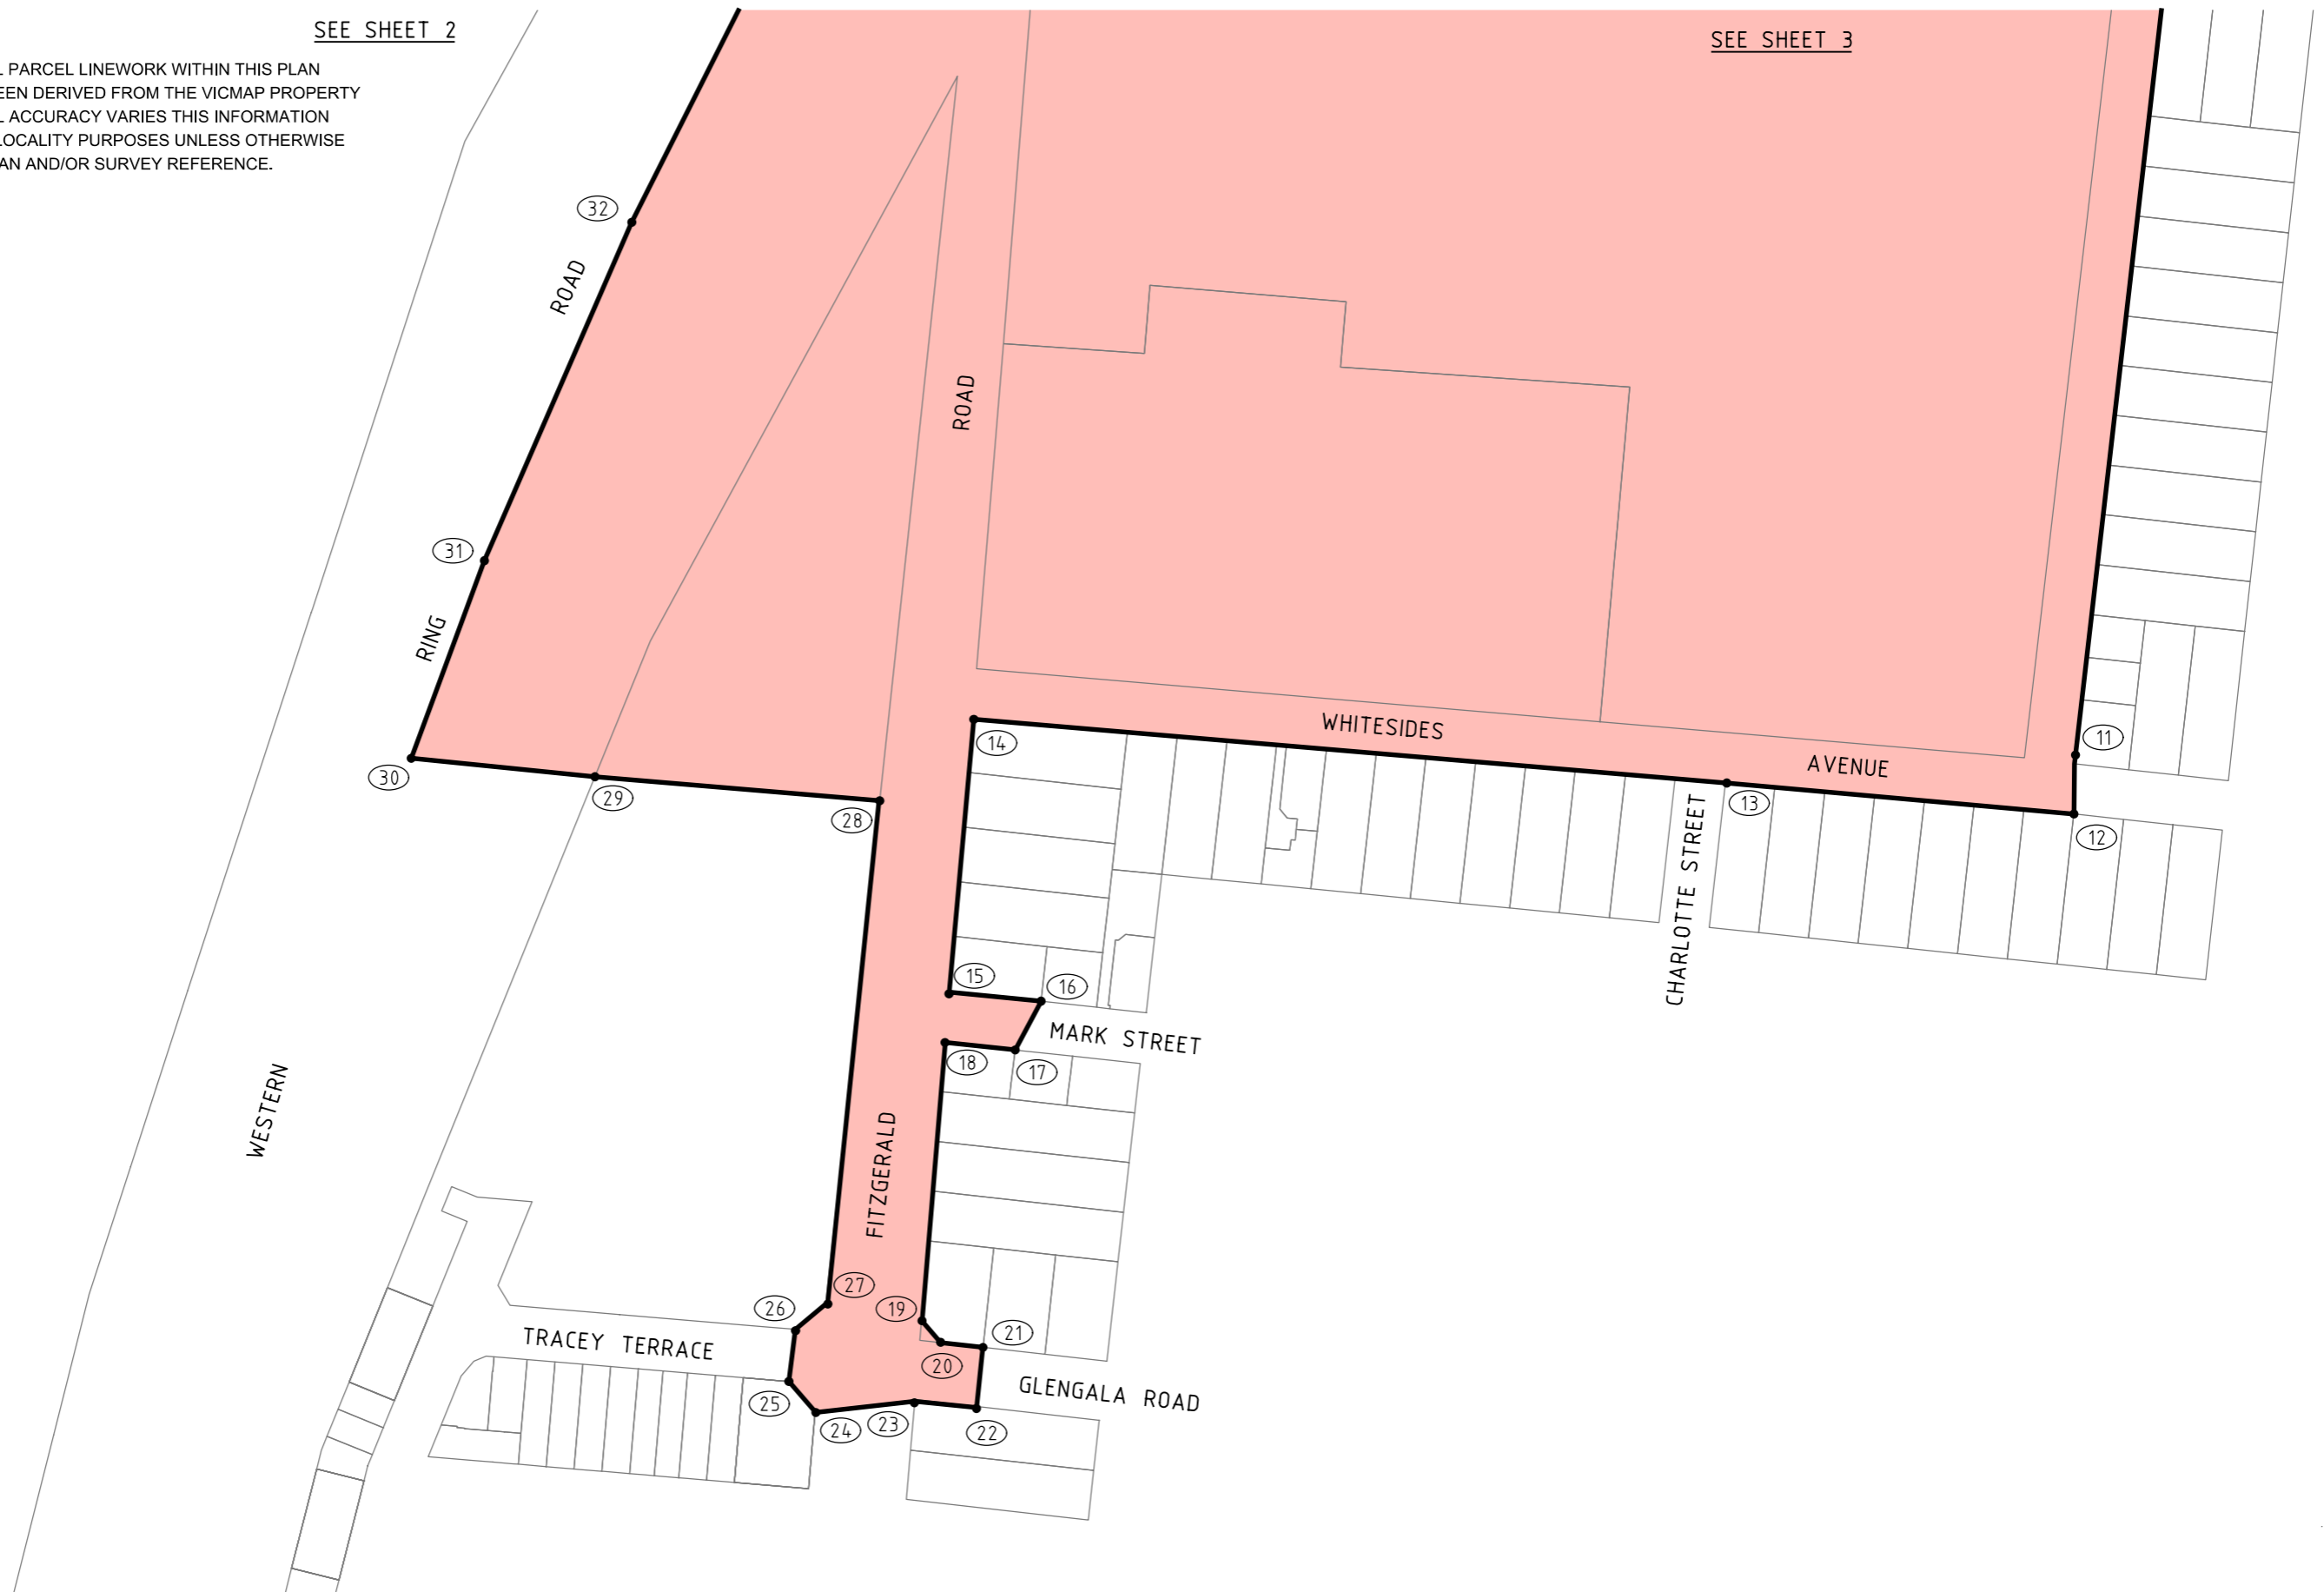 SEE SHEET 2
SEE SHEET 3
L PARCEL LINEWORK WITHIN THIS PLAN
EEN DERIVED FROM THE VICMAP PROPERTY
L ACCURACY VARIES THIS INFORMATION
LOCALITY PURPOSES UNLESS OTHERWISE
AN AND/OR SURVEY REFERENCE.
32
ROAD
ROAD
31
RING
14
WHITESIDES
11
30
29
AVENUE
28
13
12
CHARLOTTE STREET
15
16
MARK STREET
18
17
WESTERN
FITZGERALD
27
26
19
TRACEY TERRACE
21
20
GLENGALA ROAD
25
24
23
22